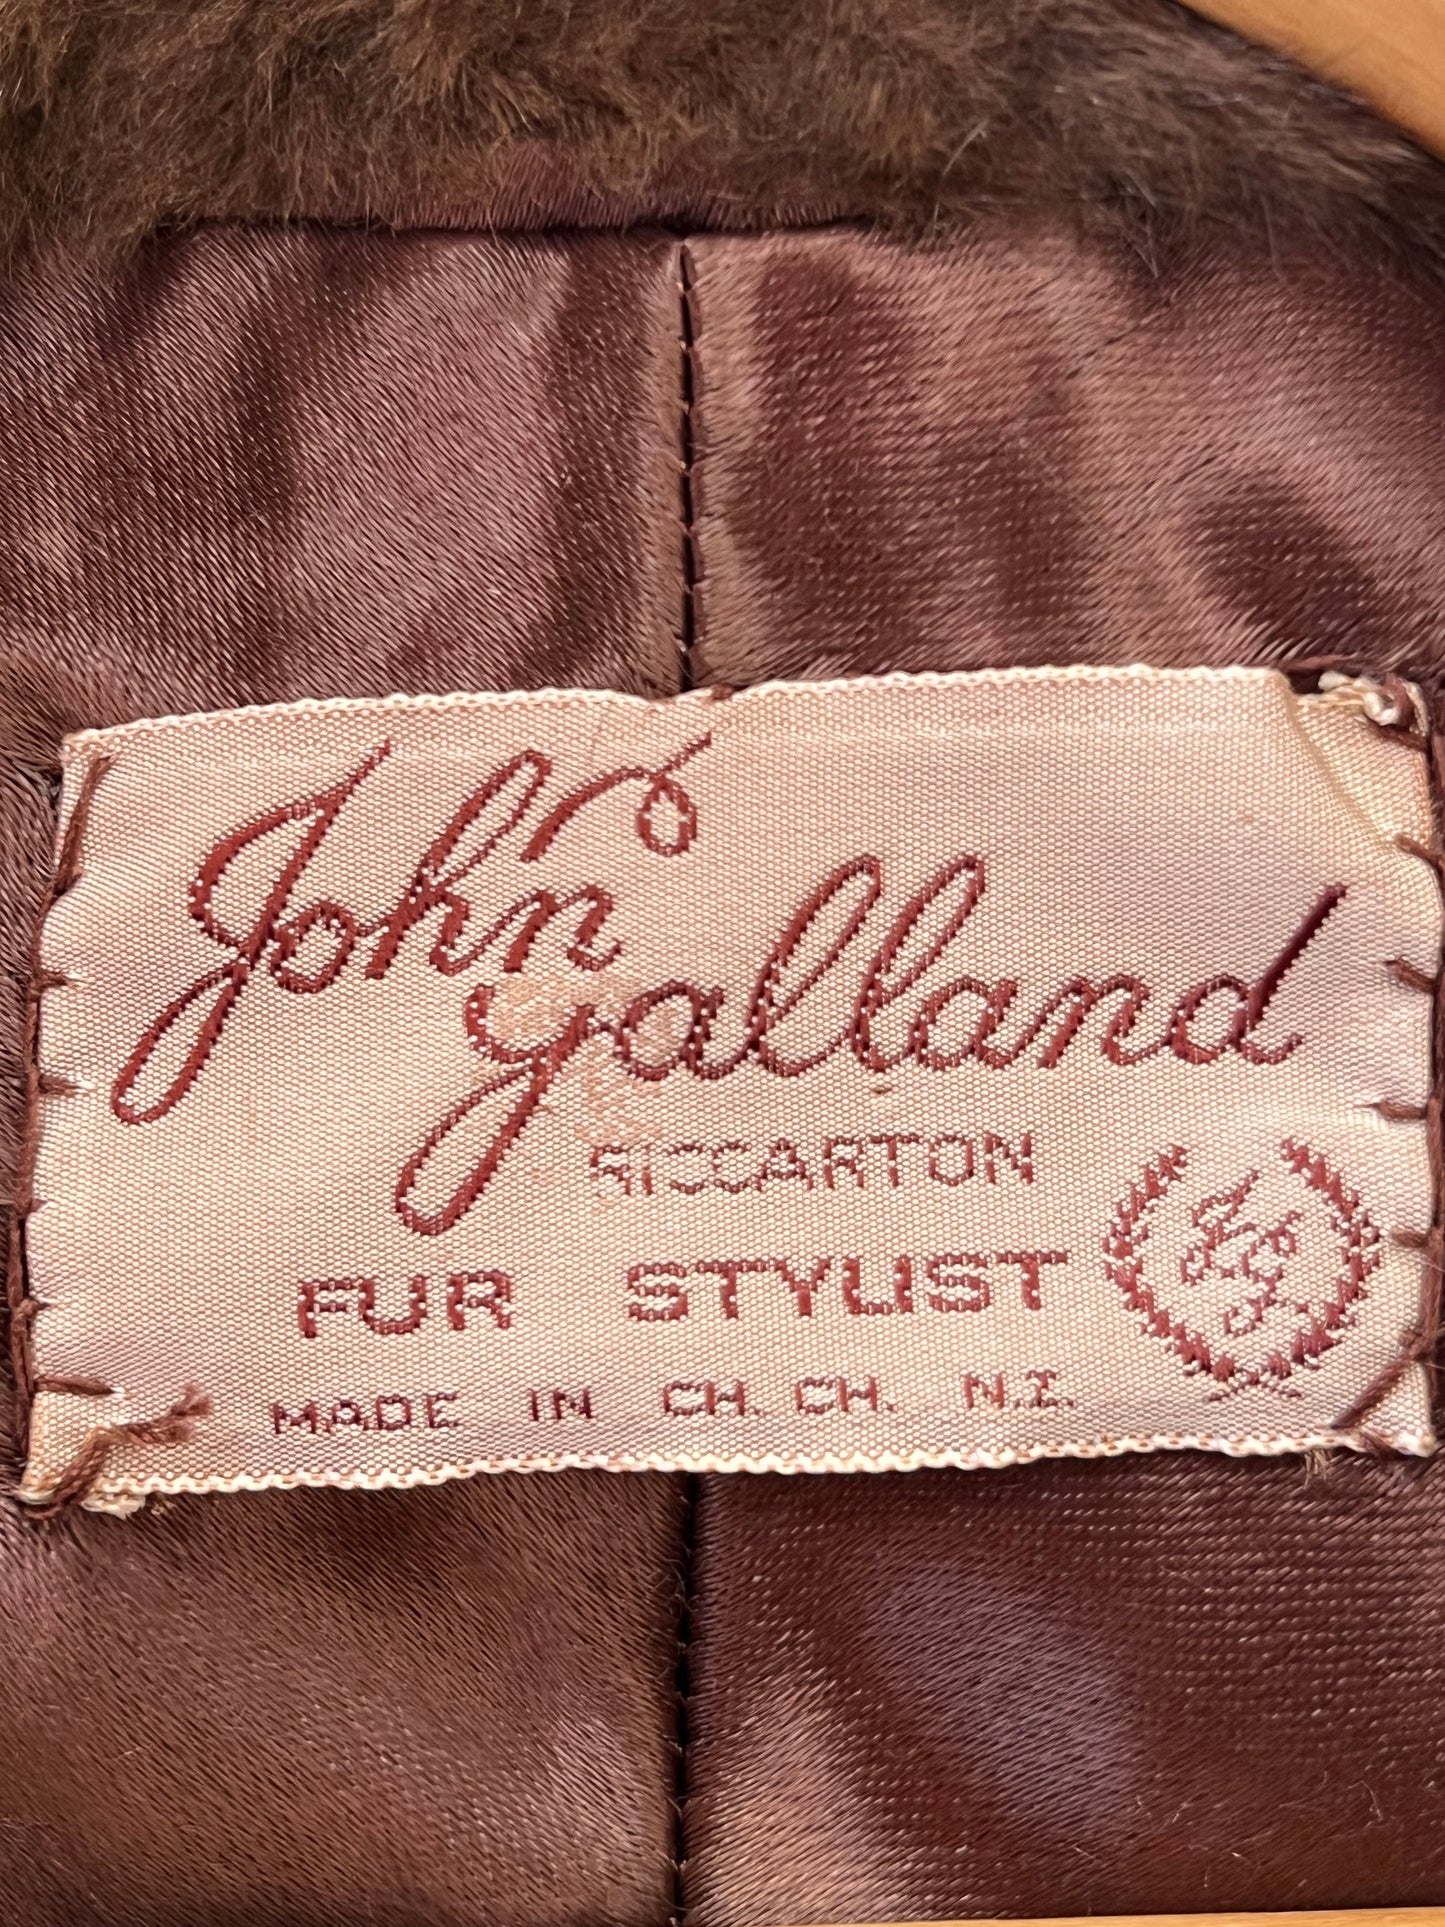 John
Galland
RICCARTON
FUR STYLIST
MADE IN CH. CH. N.Z.